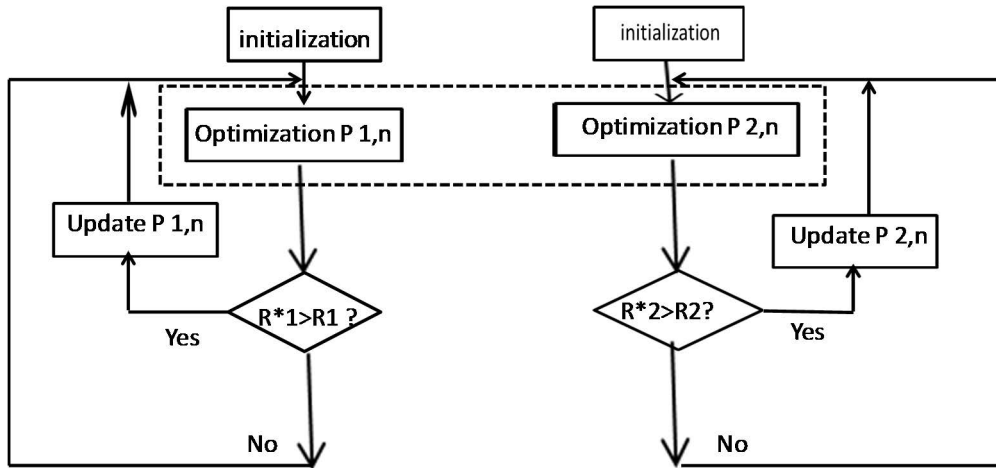 initialization
initialization
Optimization P 1,n
Optimization P 2,n
Update P 1,n
Update P 2,n
R*1>R1 ?
R*2>R2?
Yes
Yes
No
No